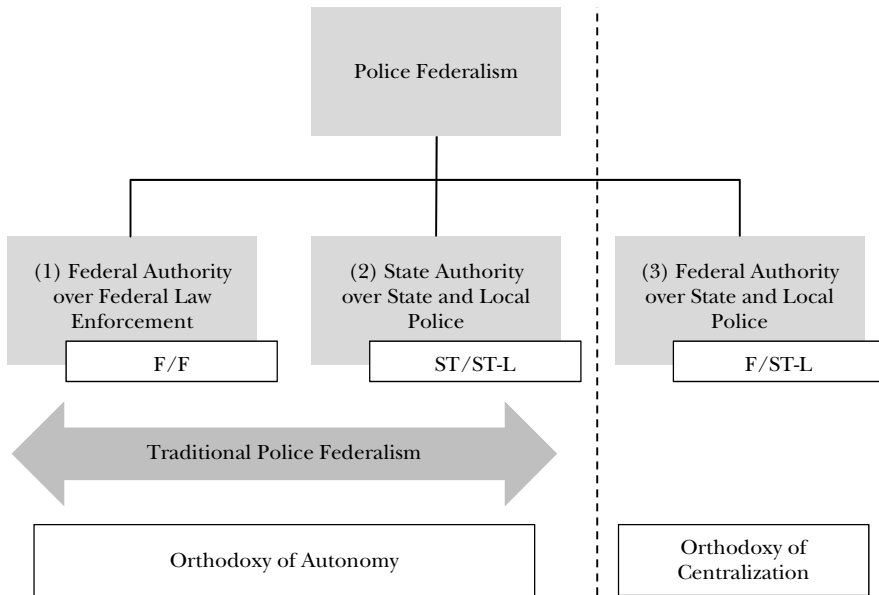 Police Federalism
(1) Federal Authority
over Federal Law
Enforcement
F/F
(2) State Authority
over State and Local
Police
ST/ST-L
(3) Federal Authority
over State and Local
Police
F/ST-L
Traditional Police Federalism
Orthodoxy of Autonomy
Orthodoxy of
Centralization